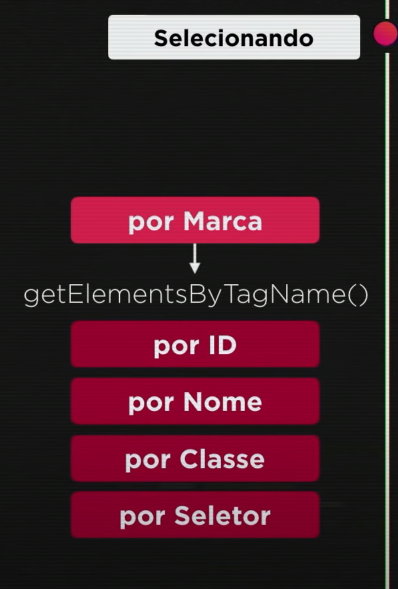 Selecionando
por Marca
getElementsByTagName()
por ID
por Nome
por Classe
por Seletor